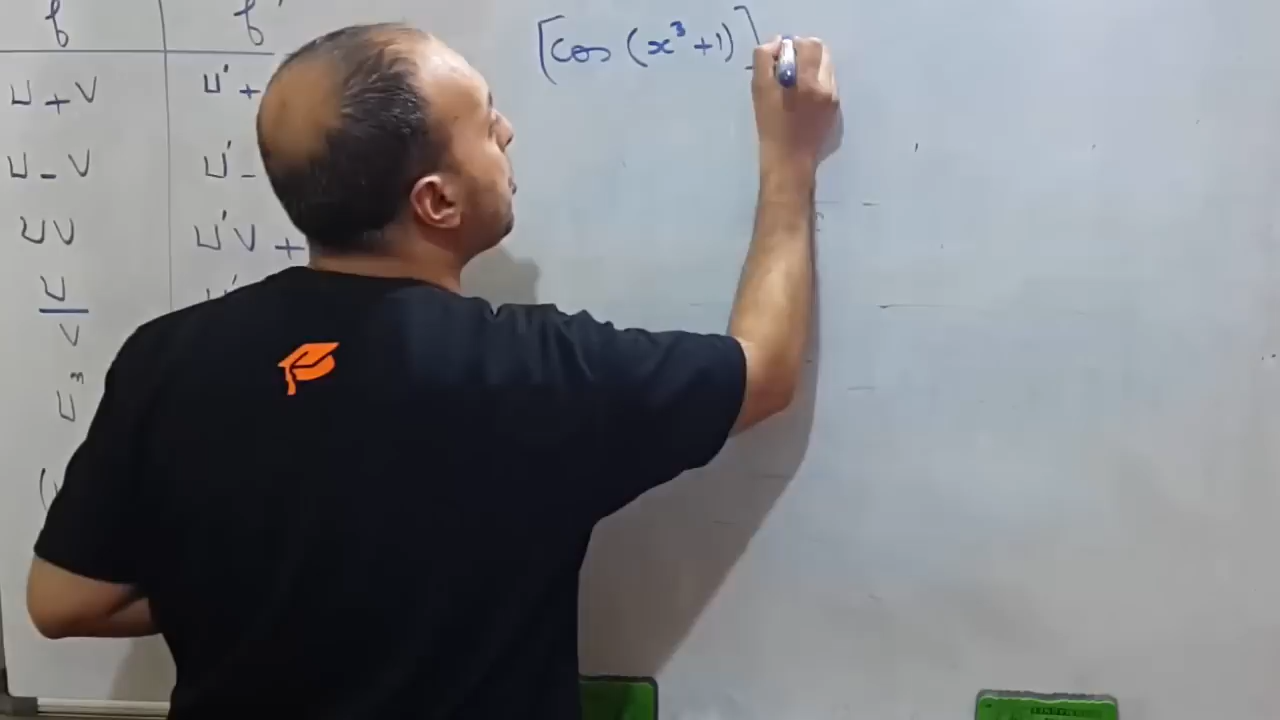 f f'
[cos (x³ +1)]
U + V U' +
U - V U' -
UV U'V +
U U'
V
Uⁿ
(